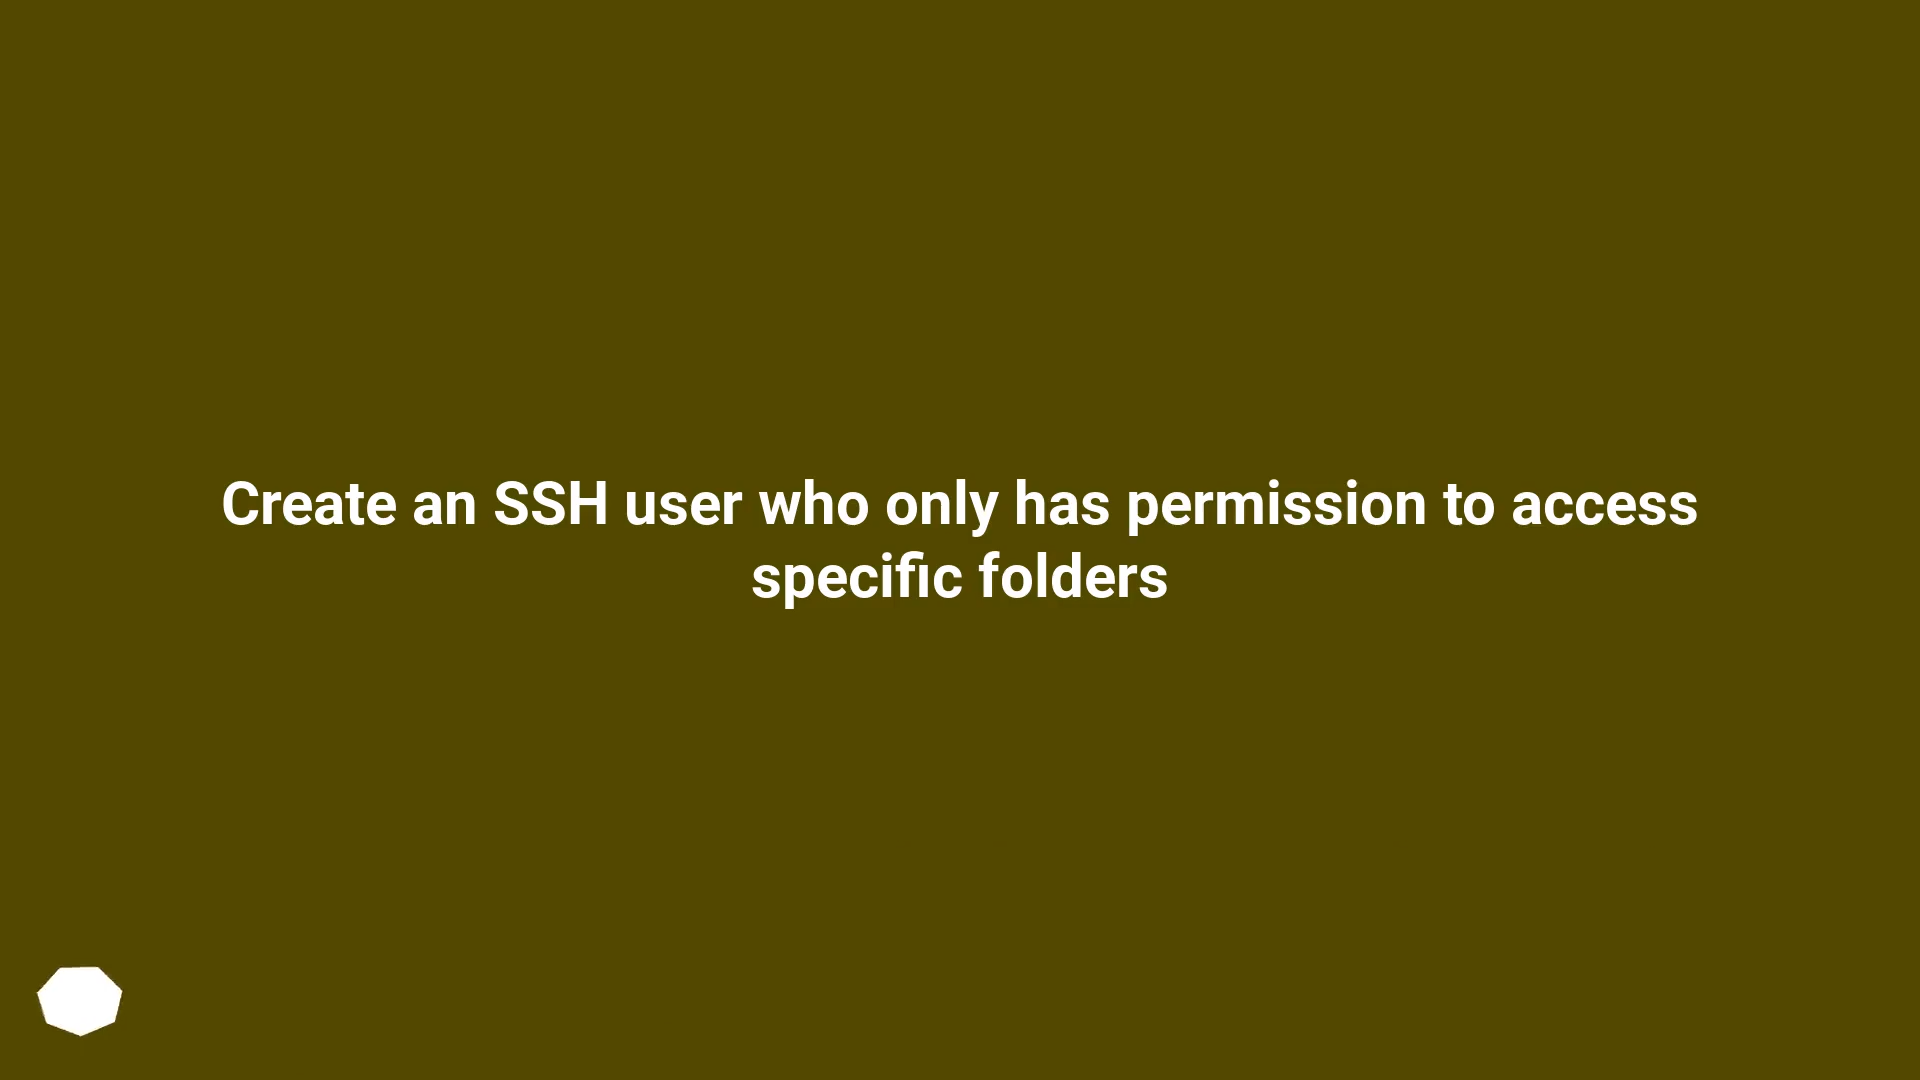 Create an SSH user who only has permission to access
specific folders